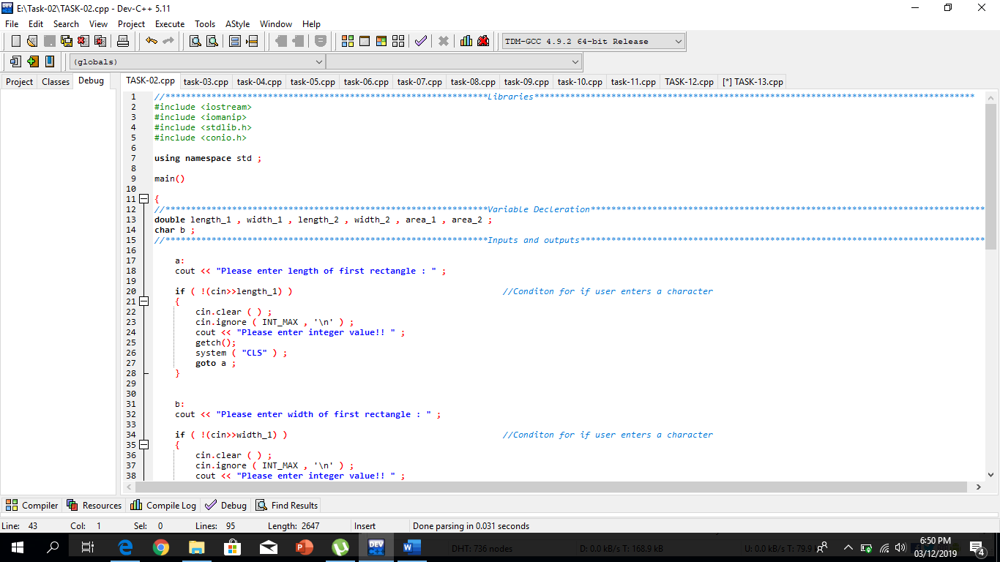 E:\Task-02\TASK-02.cpp - Dev-C++ 5.11
File Edit Search View Project Execute Tools AStyle Window Help
TDM-GCC 4.9.2 64-bit Release
(globals)
Project Classes Debug
TASK-02.cpp task-03.cpp task-04.cpp task-05.cpp task-06.cpp task-07.cpp task-08.cpp task-09.cpp task-10.cpp task-11.cpp TASK-12.cpp [*] TASK-13.cpp
1 //***************************************************************Libraries**************************************************************************************
2 #include <iostream>
3 #include <iomanip>
4 #include <stdlib.h>
5 #include <conio.h>
6
7 using namespace std ;
8
9 main()
10
11 {
12 //***************************************************************Variable Decleration*******************************************************************************
13 double length_1 , width_1 , length_2 , width_2 , area_1 , area_2 ;
14 char b ;
15 //***************************************************************Inputs and outputs*********************************************************************************
16
17 a:
18 cout << "Please enter length of first rectangle : " ;
19
20 if ( !(cin>>length_1) ) //Conditon for if user enters a character
21 {
22 cin.clear ( ) ;
23 cin.ignore ( INT_MAX , '\n' ) ;
24 cout << "Please enter integer value!! " ;
25 getch();
26 system ( "CLS" ) ;
27 goto a ;
28 }
29
30
31 b:
32 cout << "Please enter width of first rectangle : " ;
33
34 if ( !(cin>>width_1) ) //Conditon for if user enters a character
35 {
36 cin.clear ( ) ;
37 cin.ignore ( INT_MAX , '\n' ) ;
38 cout << "Please enter integer value!! " ;
Compiler Resources Compile Log Debug Find Results
Line: 43 Col: 1 Sel: 0 Lines: 95 Length: 2647 Insert Done parsing in 0.031 seconds
DHT: 736 nodes D: 0.0 kB/s T: 168.9 kB U: 0.0 kB/s T: 79.9
6:50 PM
03/12/2019
4